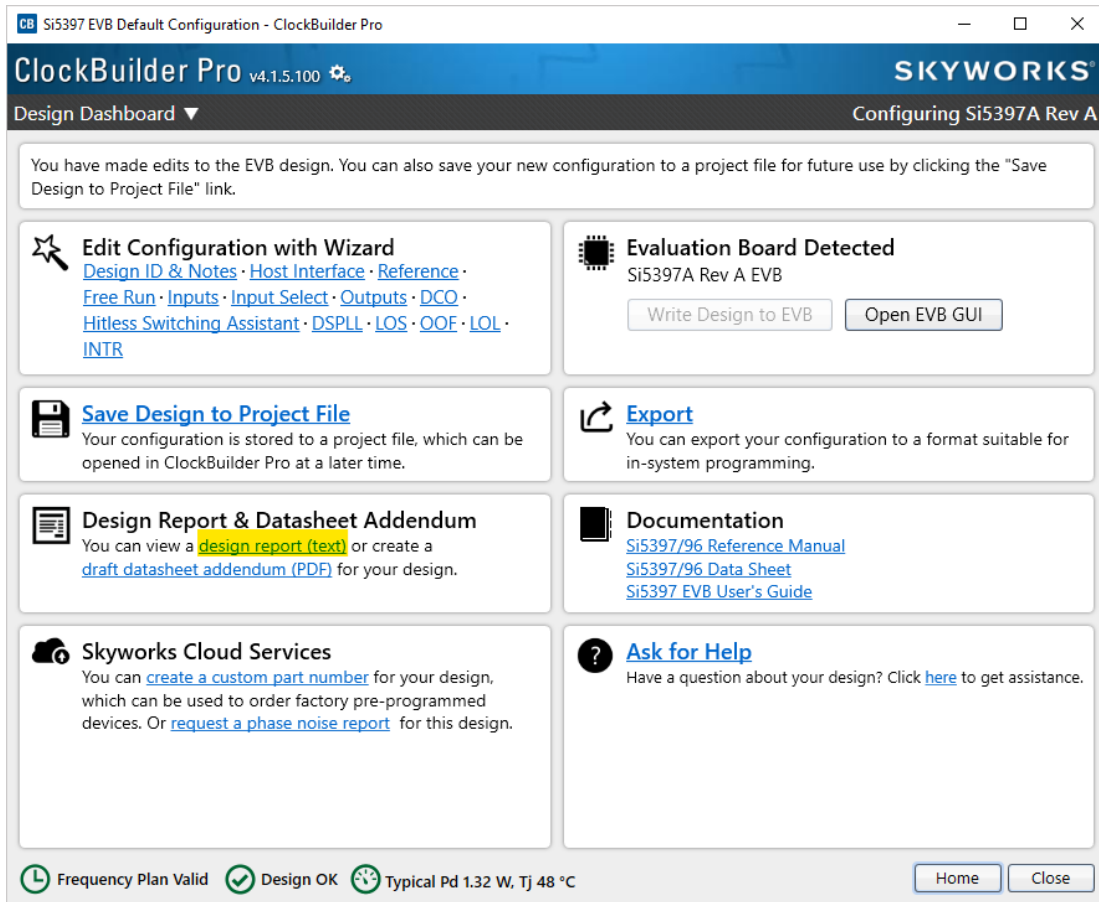 CB Si5397 EVB Default Configuration - ClockBuilder Pro
ClockBuilder Pro v4.1.5.100
SKYWORKS®
Design Dashboard ▼
Configuring Si5397A Rev A
You have made edits to the EVB design. You can also save your new configuration to a project file for future use by clicking the "Save
Design to Project File" link.
Edit Configuration with Wizard
Design ID & Notes · Host Interface · Reference ·
Free Run · Inputs · Input Select · Outputs · DCO ·
Hitless Switching Assistant · DSPLL · LOS · OOF · LOL ·
INTR
Evaluation Board Detected
Si5397A Rev A EVB
Write Design to EVB
Open EVB GUI
Save Design to Project File
Your configuration is stored to a project file, which can be
opened in ClockBuilder Pro at a later time.
Export
You can export your configuration to a format suitable for
in-system programming.
Design Report & Datasheet Addendum
You can view a design report (text) or create a
draft datasheet addendum (PDF) for your design.
Documentation
Si5397/96 Reference Manual
Si5397/96 Data Sheet
Si5397 EVB User's Guide
Skyworks Cloud Services
You can create a custom part number for your design,
which can be used to order factory pre-programmed
devices. Or request a phase noise report for this design.
? Ask for Help
Have a question about your design? Click here to get assistance.
Frequency Plan Valid
Design OK
Typical Pd 1.32 W, Tj 48 °C
Home
Close